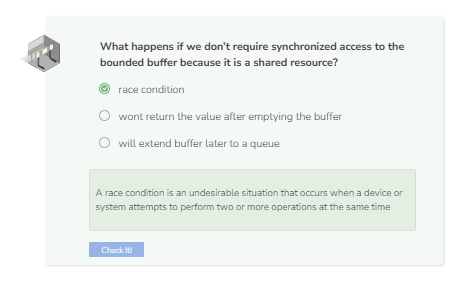 What happens if we don't require synchronized access to the
bounded buffer because it is a shared resource?
race condition
wont return the value after emptying the buffer
will extend buffer later to a queue
A race condition is an undesirable situation that occurs when a device or
system attempts to perform two or more operations at the same time
Check It!